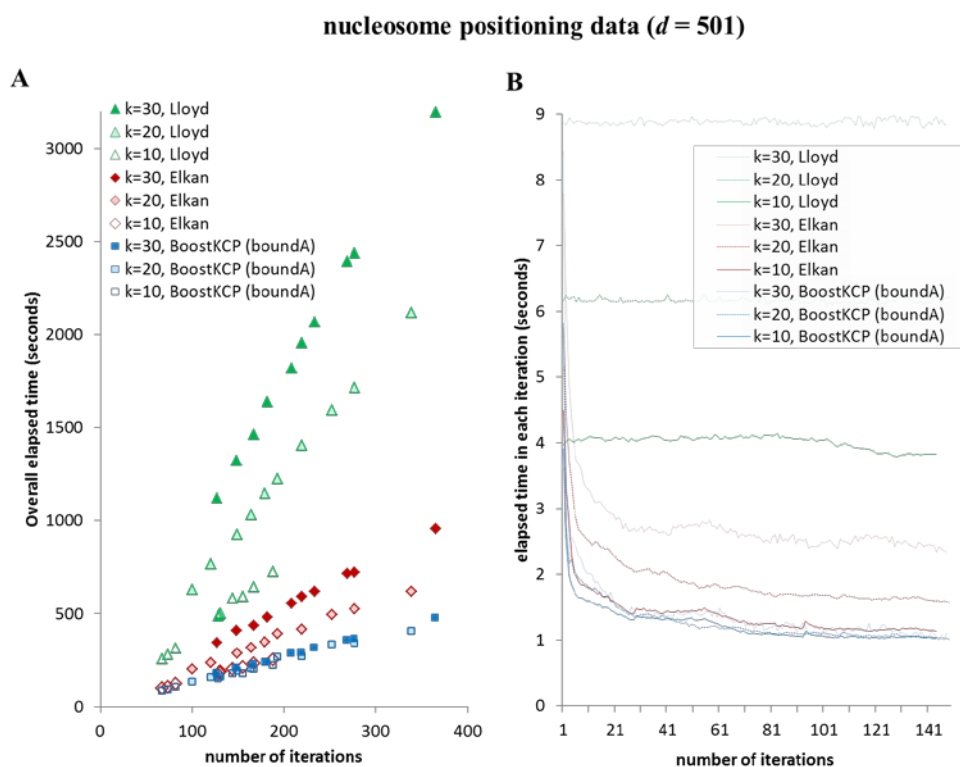 nucleosome positioning data (d = 501)
A
k=30, Lloyd
k=20, Lloyd
k=10, Lloyd
k=30, Elkan
k=20, Elkan
k=10, Elkan
k=30, BoostKCP (boundA)
k=20, BoostKCP (boundA)
k=10, BoostKCP (boundA)
Overall elapsed time (seconds)
3000
2500
2000
1500
1000
500
0
0 100 200 300 400
number of iterations
B
k=30, Lloyd
k=20, Lloyd
k=10, Lloyd
k=30, Elkan
k=20, Elkan
k=10, Elkan
k=30, BoostKCP (boundA)
k=20, BoostKCP (boundA)
k=10, BoostKCP (boundA)
elapsed time in each iteration (seconds)
9
8
7
6
5
4
3
2
1
0
1 21 41 61 81 101 121 141
number of iterations